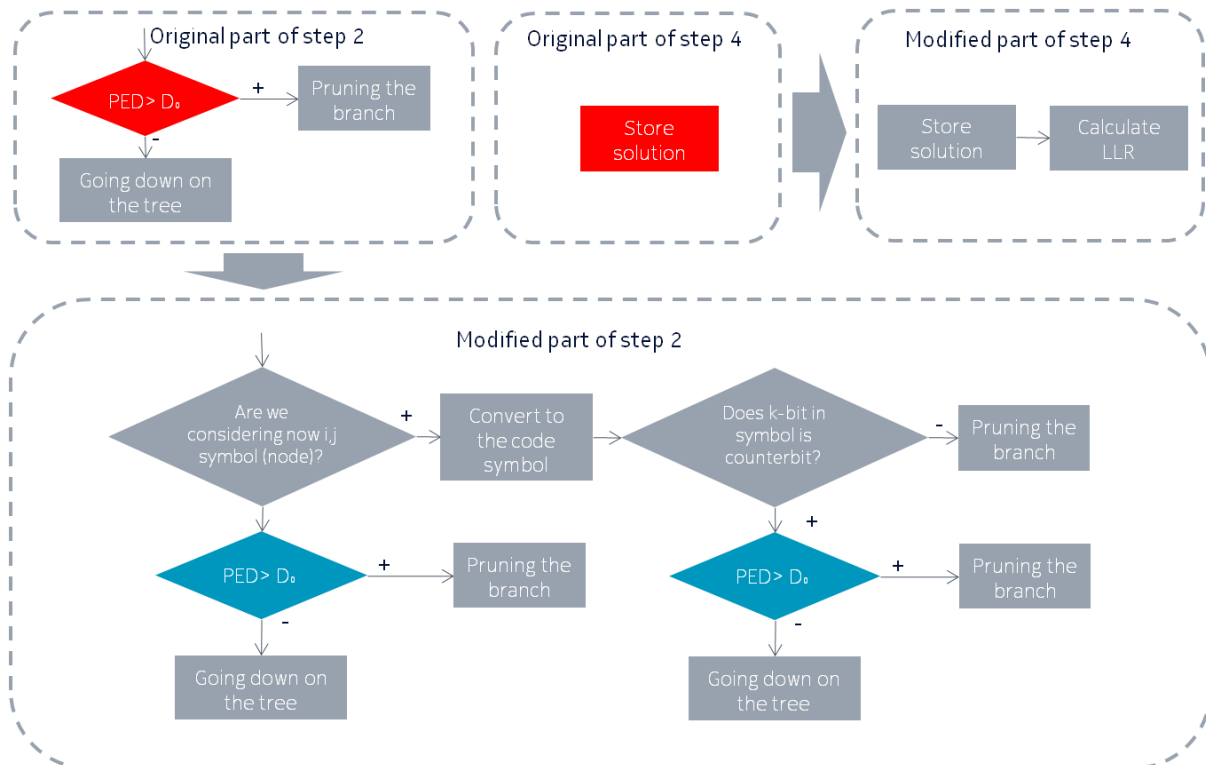 Original part of step 2
PED> D₀
+
Pruning the
branch
-
Going down on
the tree
Original part of step 4
Store
solution
Modified part of step 4
Store
solution
Calculate
LLR
Modified part of step 2
Are we
considering now i,j
symbol (node)?
+
Convert to
the code
symbol
Does k-bit in
symbol is
counterbit?
-
Pruning the
branch
+
PED> D₀
+
Pruning the
branch
-
Going down on
the tree
PED> D₀
+
Pruning the
branch
-
Going down on
the tree